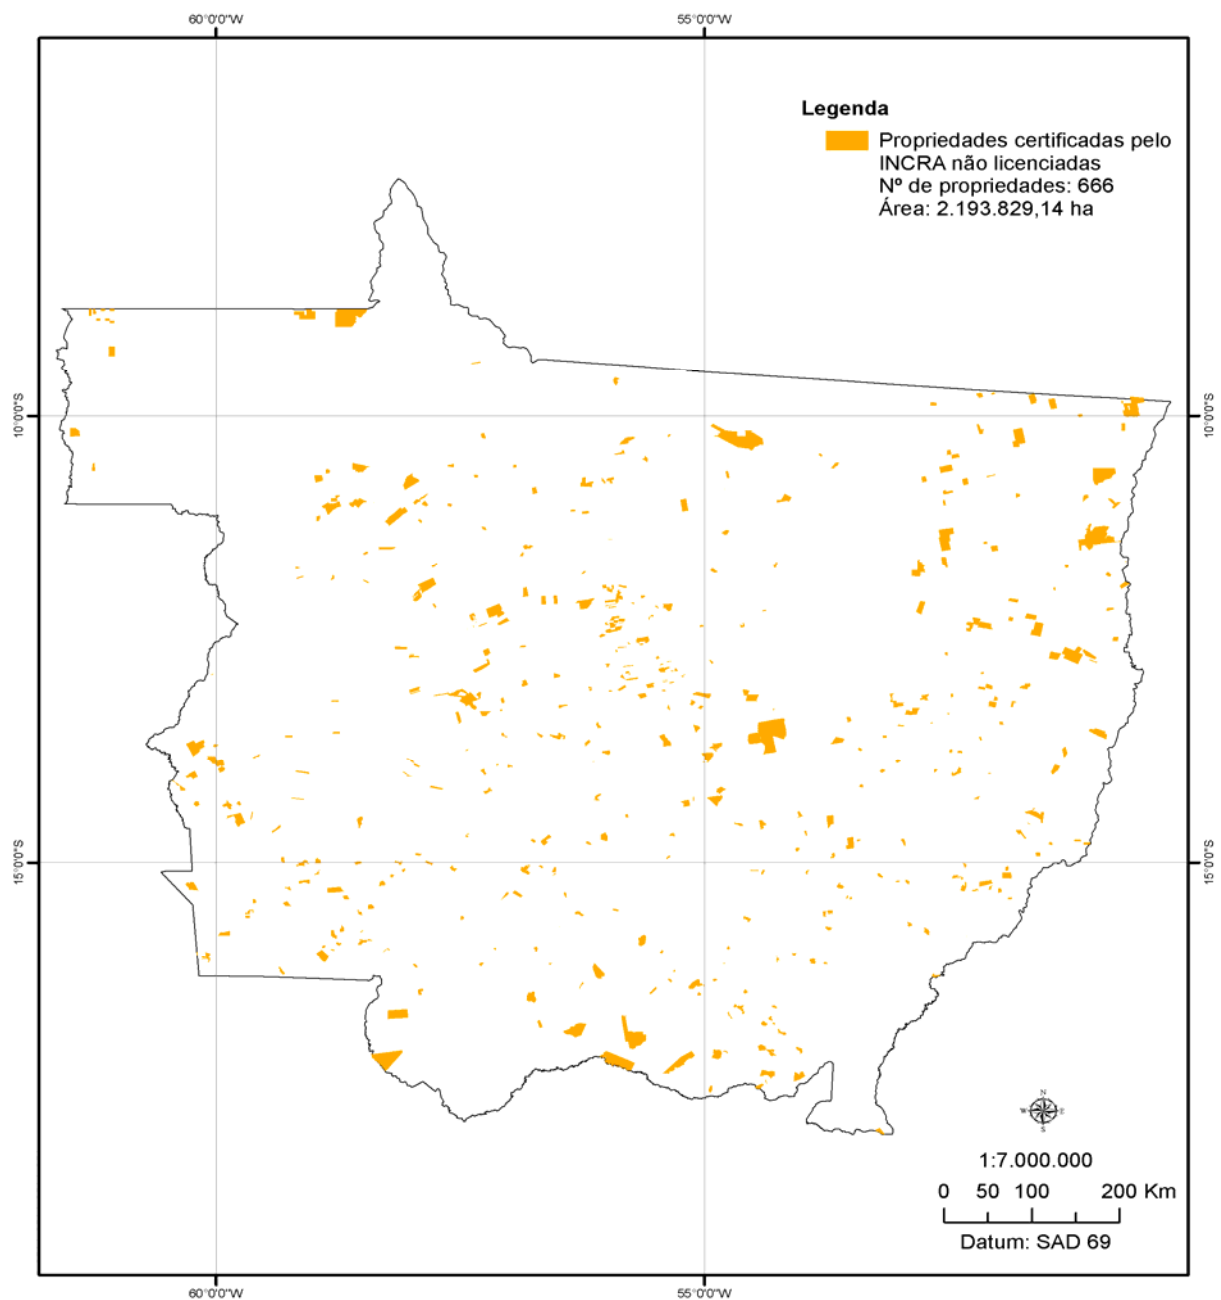 60°0'0"W 55°0'0"W
Legenda
Propriedades certificadas pelo
INCRA não licenciadas
Nº de propriedades: 666
Área: 2.193.829,14 ha
10°0'0"S 10°0'0"S
15°0'0"S 15°0'0"S
N
W E
S
1:7.000.000
0 50 100 200 Km
Datum: SAD 69
60°0'0"W 55°0'0"W